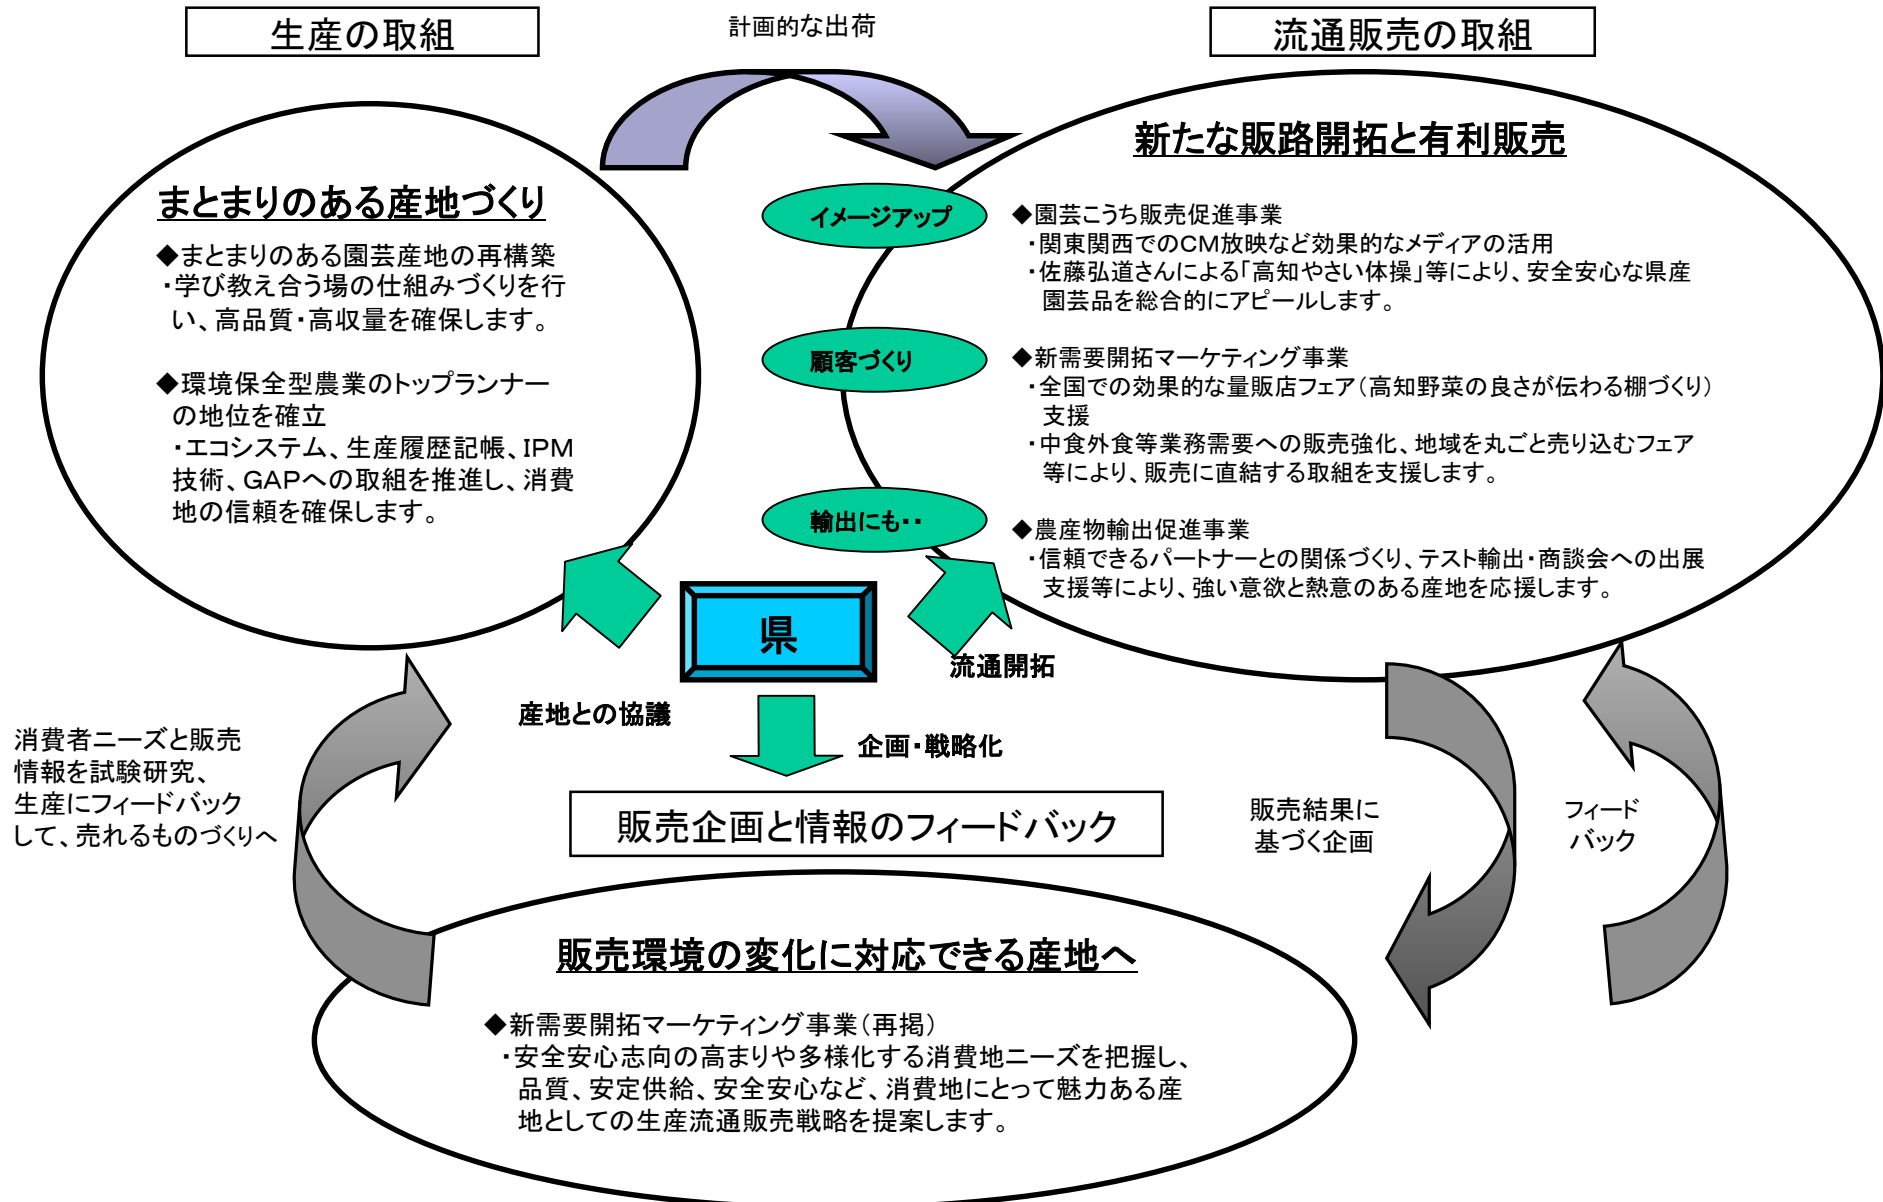 生産の取組
計画的な出荷
流通販売の取組
まとまりのある産地づくり
◆まとまりのある園芸産地の再構築
・学び教え合う場の仕組みづくりを行
い、高品質・高収量を確保します。
◆環境保全型農業のトップランナー
の地位を確立
・エコシステム、生産履歴記帳、IPM
技術、GAPへの取組を推進し、消費
地の信頼を確保します。
新たな販路開拓と有利販売
イメージアップ
◆園芸こうち販売促進事業
・関東関西でのCM放映など効果的なメディアの活用
・佐藤弘道さんによる「高知やさい体操」等により、安全安心な県産
園芸品を総合的にアピールします。
顧客づくり
◆新需要開拓マーケティング事業
・全国での効果的な量販店フェア(高知野菜の良さが伝わる棚づくり)
支援
・中食外食等業務需要への販売強化、地域を丸ごと売り込むフェア
等により、販売に直結する取組を支援します。
輸出にも・・
◆農産物輸出促進事業
・信頼できるパートナーとの関係づくり、テスト輸出・商談会への出展
支援等により、強い意欲と熱意のある産地を応援します。
県
産地との協議
流通開拓
企画・戦略化
消費者ニーズと販売
情報を試験研究、
生産にフィードバック
して、売れるものづくりへ
販売企画と情報のフィードバック
販売結果に
基づく企画
フィード
バック
販売環境の変化に対応できる産地へ
◆新需要開拓マーケティング事業(再掲)
・安全安心志向の高まりや多様化する消費地ニーズを把握し、
品質、安定供給、安全安心など、消費地にとって魅力ある産
地としての生産流通販売戦略を提案します。